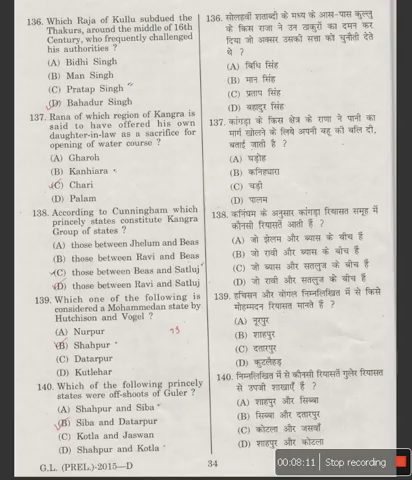 136. Which Raja of Kullu subdued the
Thakurs, around the middle of 16th
Century, who frequently challenged
his authorities ?
(A) Bidhi Singh
(B) Man Singh
(C) Pratap Singh
(D) Bahadur Singh
137. Rana of which region of Kangra is
said to have offered his own
daughter-in-law as a sacrifice for
opening of water course ?
(A) Gharoh
(B) Kanhiara
(C) Chari
(D) Palam
138. According to Cunningham which
princely states constitute Kangra
Group of states ?
(A) those between Jhelum and Beas
(B) those between Ravi and Beas
(C) those between Beas and Satluj
(D) those between Ravi and Satluj
139. Which one of the following is
considered a Mohammedan state by
Hutchison and Vogel ?
(A) Nurpur
(B) Shahpur
(C) Datarpur
(D) Kutlehar
140. Which of the following princely
states were off-shoots of Guler ?
(A) Shahpur and Siba
(B) Siba and Datarpur
(C) Kotla and Jaswan
(D) Shahpur and Kotla
G.L. (PREL.)-2015—D
34
136. सोलहवीं शताब्दी के मध्य के आस-पास कुल्लू
के किस राजा ने उन ठाकुरों का दमन कर
दिया जो अक्सर उसकी सत्ता को चुनौती देते
थे ?
(A) बिधि सिंह
(B) मान सिंह
(C) प्रताप सिंह
(D) बहादुर सिंह
137. कांगड़ा के किस क्षेत्र के राणा ने पानी का
मार्ग खोलने के लिये अपनी बहू की बलि दी,
बताई जाती है ?
(A) घड़ोह
(B) कनिहयारा
(C) चड़ी
(D) पालम
138. कनिंघम के अनुसार कांगड़ा रियासत समूह में
कौनसी रियासतें आती हैं ?
(A) जो झेलम और ब्यास के बीच हैं
(B) जो रावी और ब्यास के बीच हैं
(C) जो ब्यास और सतलुज के बीच हैं
(D) जो रावी और सतलुज के बीच हैं
139. हचिसन और वोगल निम्नलिखित में से किसे
मोहम्मदन रियासत मानते हैं ?
(A) नूरपुर
(B) शाहपुर
(C) दतारपुर
(D) कुटलैहड़
140. निम्नलिखित में से कौनसी रियासतें गुलेर रियासत
से उपजी शाखाएँ हैं ?
(A) शाहपुर और सिब्बा
(B) सिब्बा और दतारपुर
(C) कोटला और जसवाँ
(D) शाहपुर और कोटला
00:08:11 Stop recording